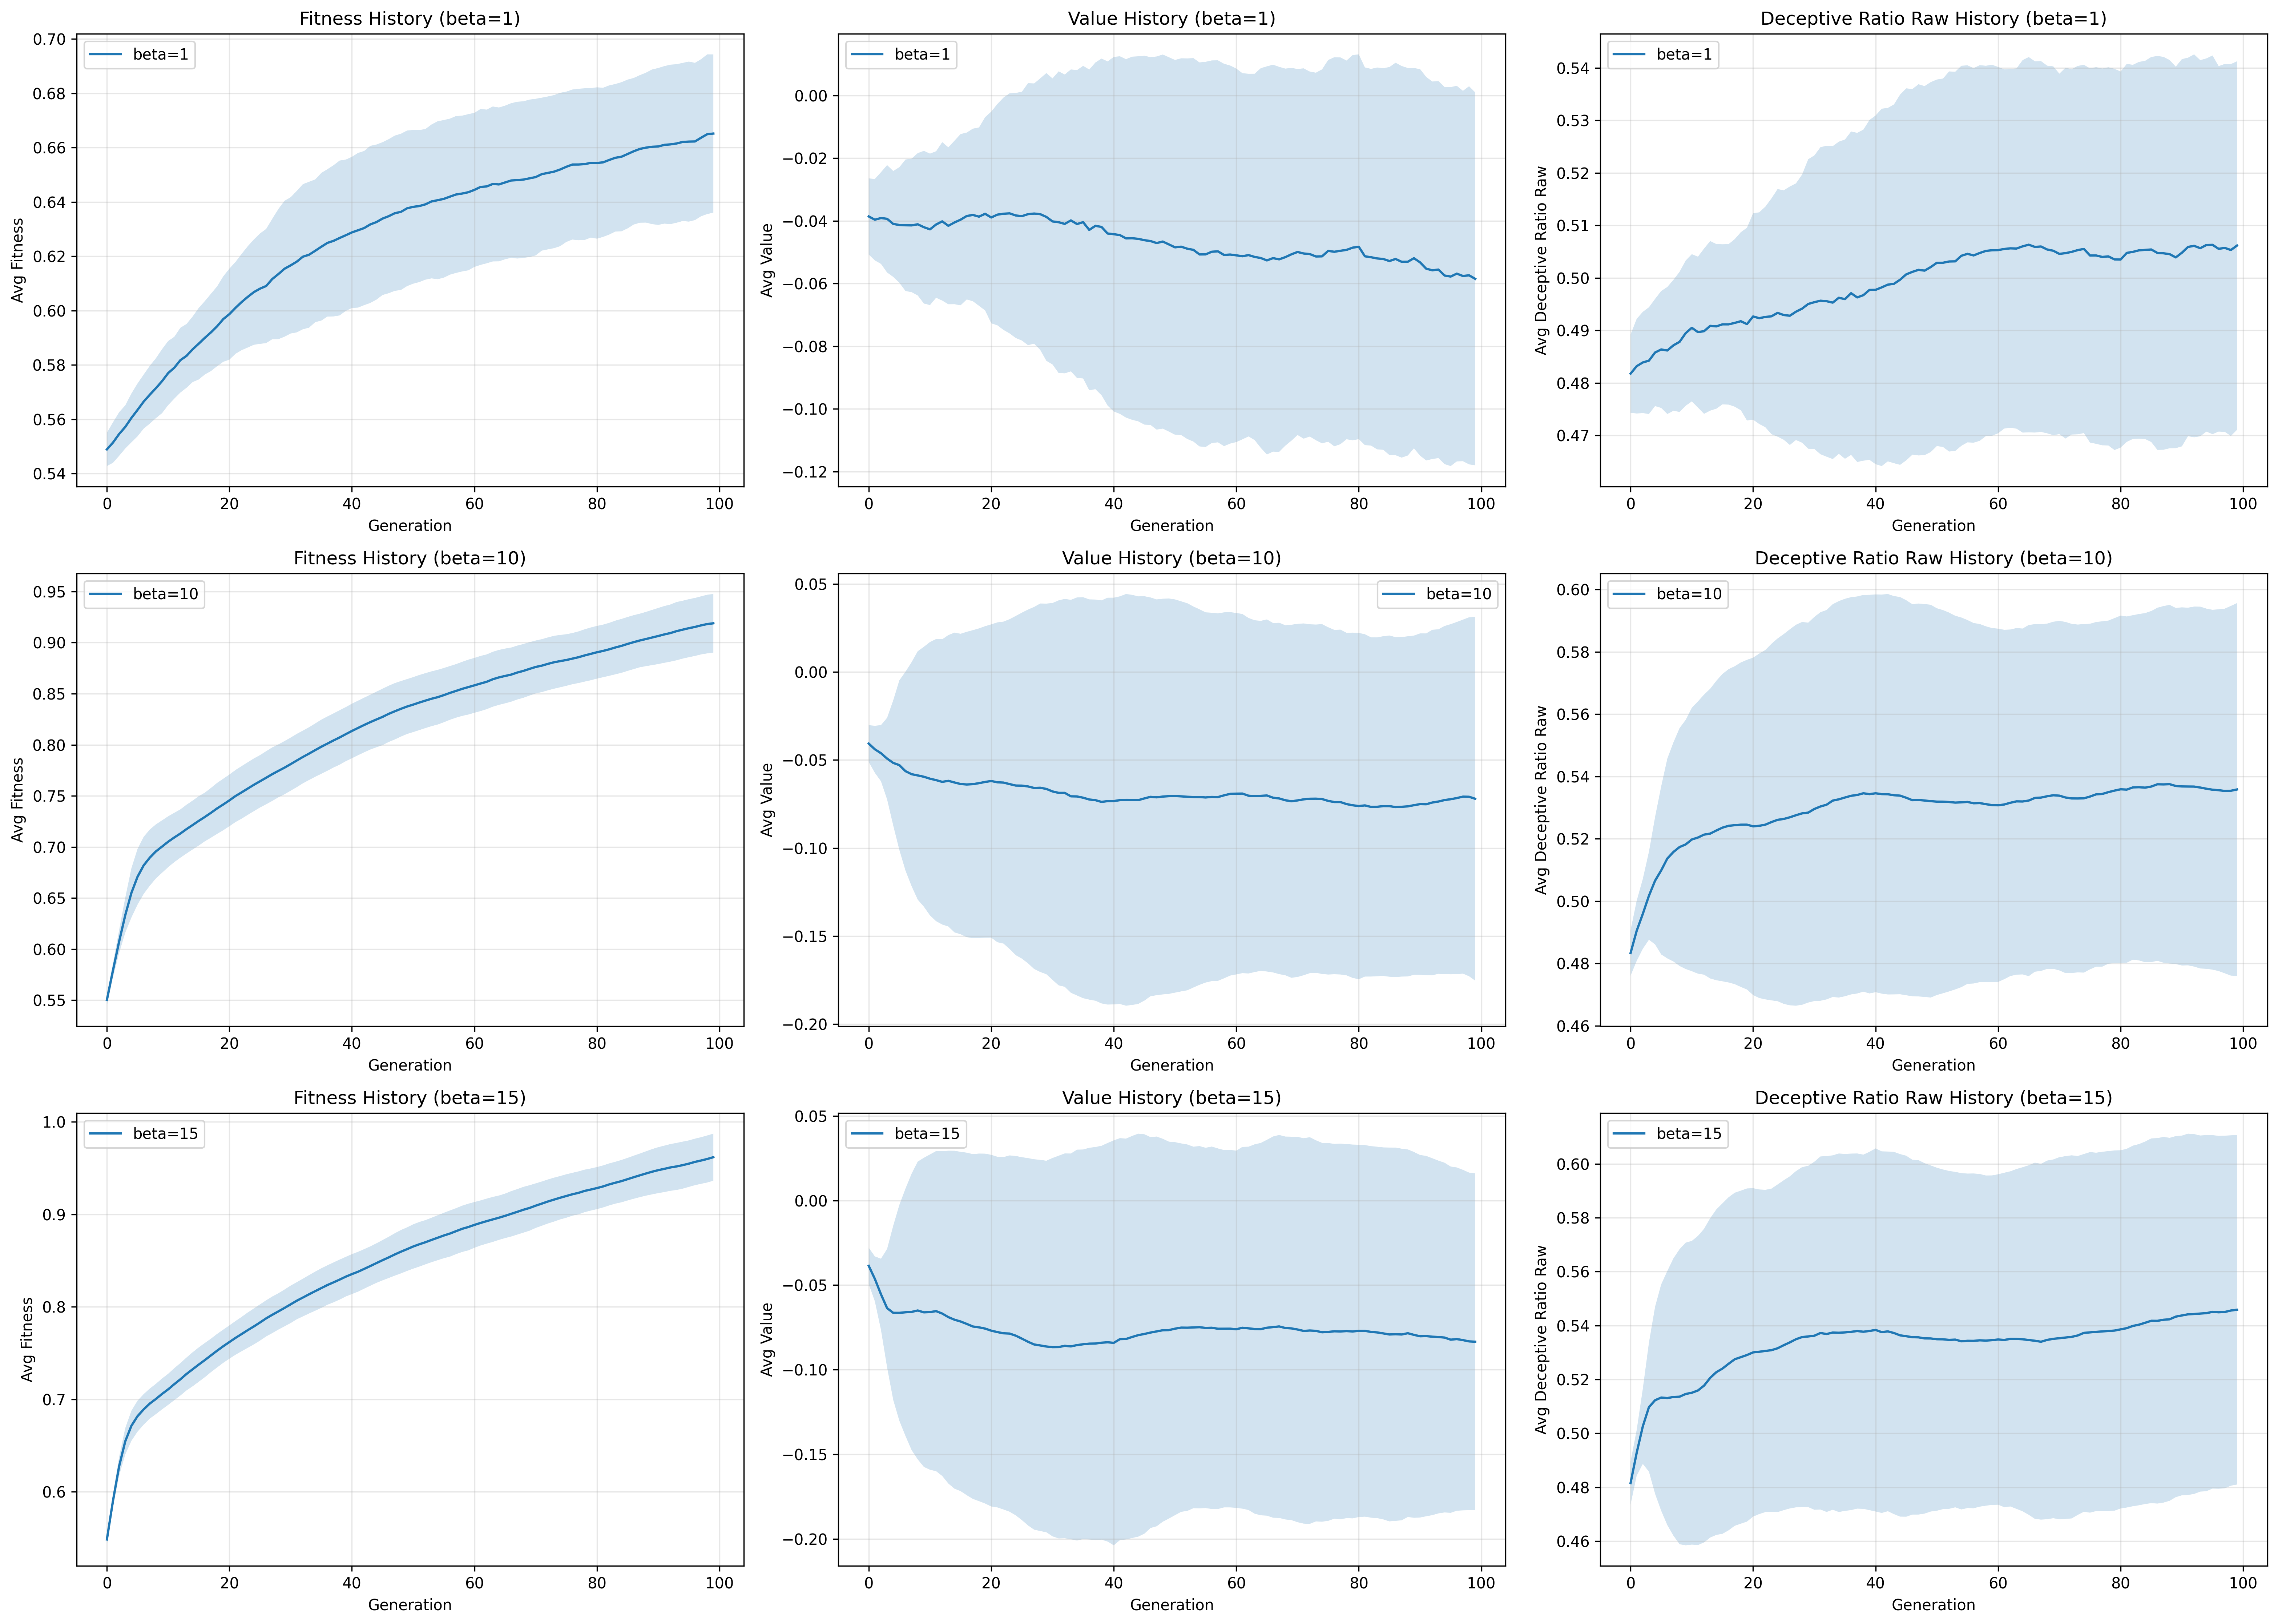 Fitness History (beta=1)
Avg Fitness
0.70
0.68
0.66
0.64
0.62
0.60
0.58
0.56
0.54
beta=1
0 20 40 60 80 100
Generation
Value History (beta=1)
Avg Value
0.00
−0.02
−0.04
−0.06
−0.08
−0.10
−0.12
beta=1
0 20 40 60 80 100
Generation
Deceptive Ratio Raw History (beta=1)
Avg Deceptive Ratio Raw
0.54
0.53
0.52
0.51
0.50
0.49
0.48
0.47
beta=1
0 20 40 60 80 100
Generation
Fitness History (beta=10)
Avg Fitness
0.95
0.90
0.85
0.80
0.75
0.70
0.65
0.60
0.55
beta=10
0 20 40 60 80 100
Generation
Value History (beta=10)
Avg Value
0.05
0.00
−0.05
−0.10
−0.15
−0.20
beta=10
0 20 40 60 80 100
Generation
Deceptive Ratio Raw History (beta=10)
Avg Deceptive Ratio Raw
0.60
0.58
0.56
0.54
0.52
0.50
0.48
0.46
beta=10
0 20 40 60 80 100
Generation
Fitness History (beta=15)
Avg Fitness
1.0
0.9
0.8
0.7
0.6
beta=15
0 20 40 60 80 100
Generation
Value History (beta=15)
Avg Value
0.05
0.00
−0.05
−0.10
−0.15
−0.20
beta=15
0 20 40 60 80 100
Generation
Deceptive Ratio Raw History (beta=15)
Avg Deceptive Ratio Raw
0.60
0.58
0.56
0.54
0.52
0.50
0.48
0.46
beta=15
0 20 40 60 80 100
Generation